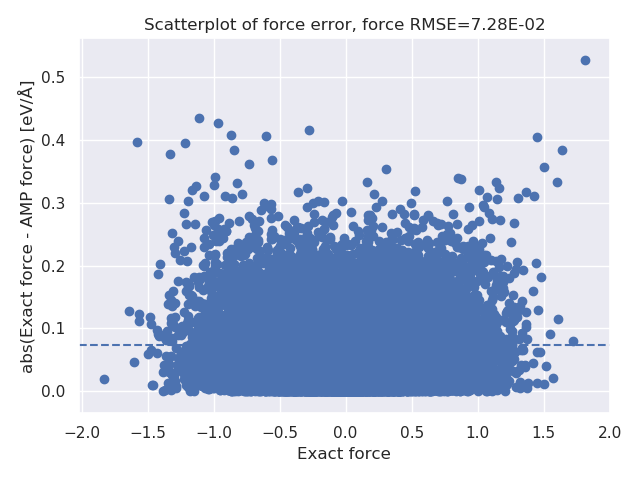 Scatterplot of force error, force RMSE=7.28E-02
abs(Exact force - AMP force) [eV/Å]
0.5
0.4
0.3
0.2
0.1
0.0
−2.0 −1.5 −1.0 −0.5 0.0 0.5 1.0 1.5 2.0
Exact force